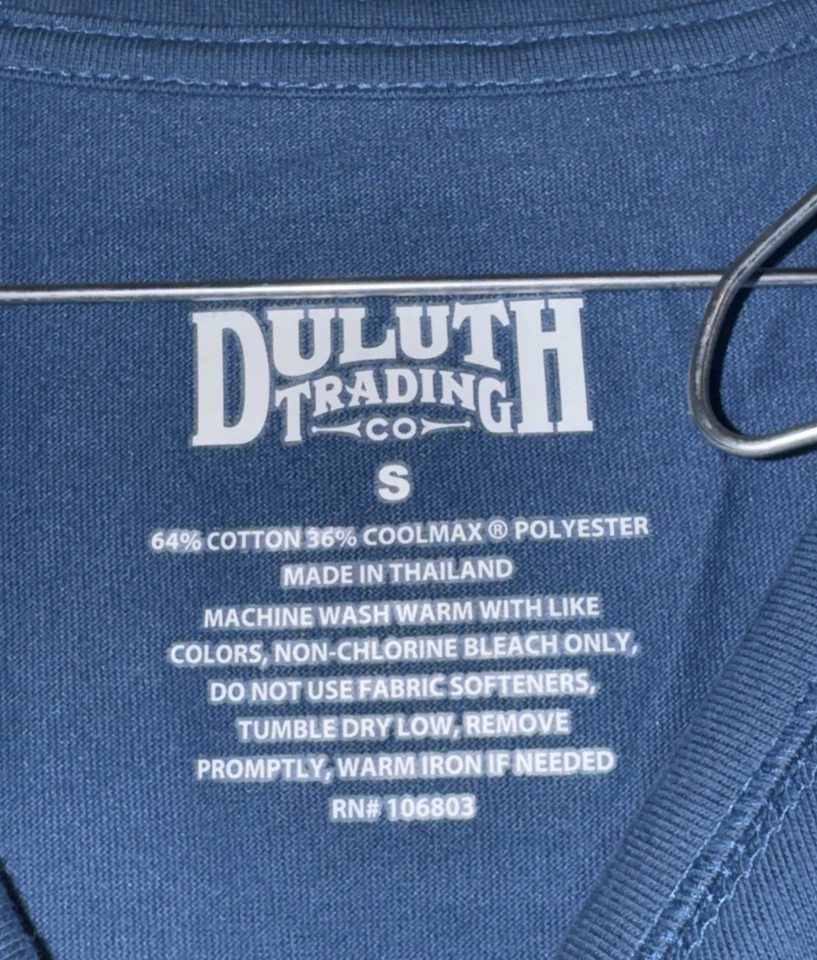 DULUTH
TRADING
CO
S
64% COTTON 36% COOLMAX ® POLYESTER
MADE IN THAILAND
MACHINE WASH WARM WITH LIKE
COLORS, NON-CHLORINE BLEACH ONLY,
DO NOT USE FABRIC SOFTENERS,
TUMBLE DRY LOW, REMOVE
PROMPTLY, WARM IRON IF NEEDED
RN# 106803